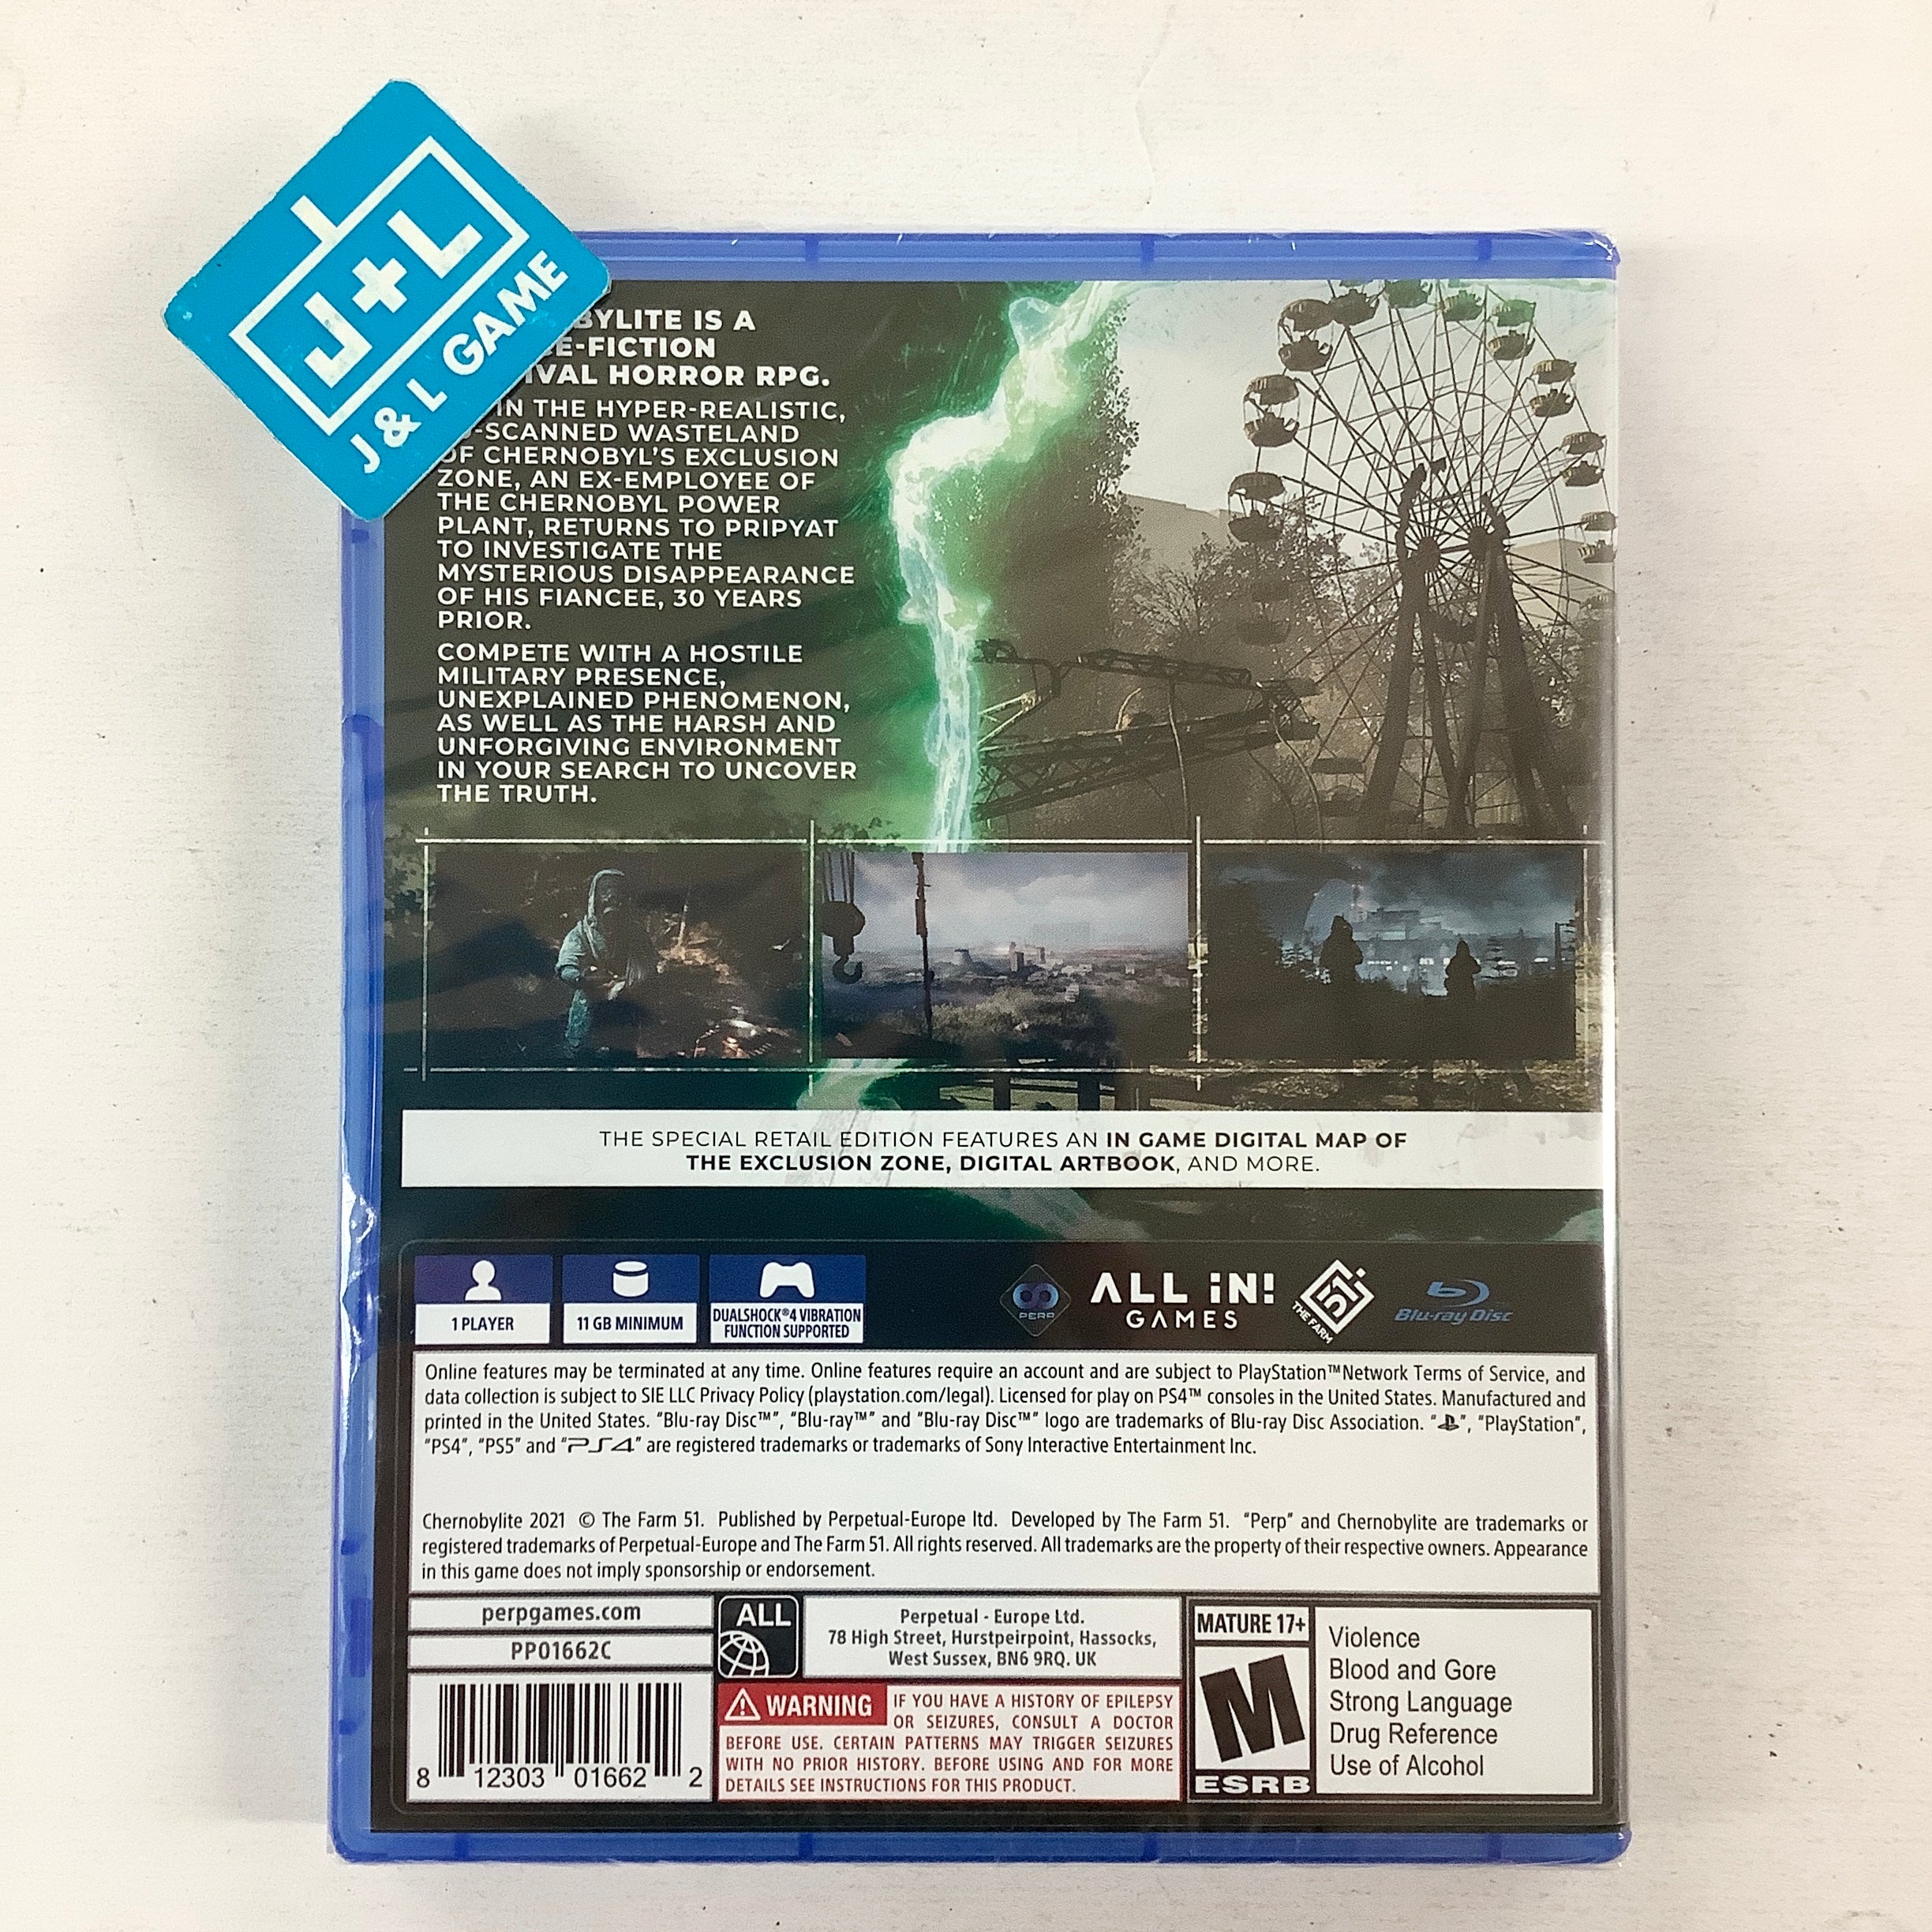 J+L
J & L GAME
BYLITE IS A
E-FICTION
IVAL HORROR RPG.
IN THE HYPER-REALISTIC,
-SCANNED WASTELAND
OF CHERNOBYL'S EXCLUSION
ZONE, AN EX-EMPLOYEE OF
THE CHERNOBYL POWER
PLANT, RETURNS TO PRIPYAT
TO INVESTIGATE THE
MYSTERIOUS DISAPPEARANCE
OF HIS FIANCEE, 30 YEARS
PRIOR.
COMPETE WITH A HOSTILE
MILITARY PRESENCE,
UNEXPLAINED PHENOMENON,
AS WELL AS THE HARSH AND
UNFORGIVING ENVIRONMENT
IN YOUR SEARCH TO UNCOVER
THE TRUTH.
THE SPECIAL RETAIL EDITION FEATURES AN IN GAME DIGITAL MAP OF
THE EXCLUSION ZONE, DIGITAL ARTBOOK, AND MORE.
1 PLAYER
11 GB MINIMUM
DUALSHOCK®4 VIBRATION
FUNCTION SUPPORTED
PERP
ALL iN!
GAMES
51
THE FARM
Blu-ray Disc
Online features may be terminated at any time. Online features require an account and are subject to PlayStation™Network Terms of Service, and
data collection is subject to SIE LLC Privacy Policy (playstation.com/legal). Licensed for play on PS4™ consoles in the United States. Manufactured and
printed in the United States. "Blu-ray Disc™", "Blu-ray™" and "Blu-ray Disc™" logo are trademarks of Blu-ray Disc Association. "", "PlayStation",
"PS4", "PS5" and "PS4" are registered trademarks or trademarks of Sony Interactive Entertainment Inc.
Chernobylite 2021 © The Farm 51. Published by Perpetual-Europe ltd. Developed by The Farm 51. "Perp" and Chernobylite are trademarks or
registered trademarks of Perpetual-Europe and The Farm 51. All rights reserved. All trademarks are the property of their respective owners. Appearance
in this game does not imply sponsorship or endorsement.
perpgames.com
PP01662C
8 12303 01662 2
ALL
Perpetual - Europe Ltd.
78 High Street, Hurstpeirpoint, Hassocks,
West Sussex, BN6 9RQ. UK
WARNING IF YOU HAVE A HISTORY OF EPILEPSY
OR SEIZURES, CONSULT A DOCTOR
BEFORE USE. CERTAIN PATTERNS MAY TRIGGER SEIZURES
WITH NO PRIOR HISTORY. BEFORE USING AND FOR MORE
DETAILS SEE INSTRUCTIONS FOR THIS PRODUCT.
MATURE 17+
M
ESRB
Violence
Blood and Gore
Strong Language
Drug Reference
Use of Alcohol